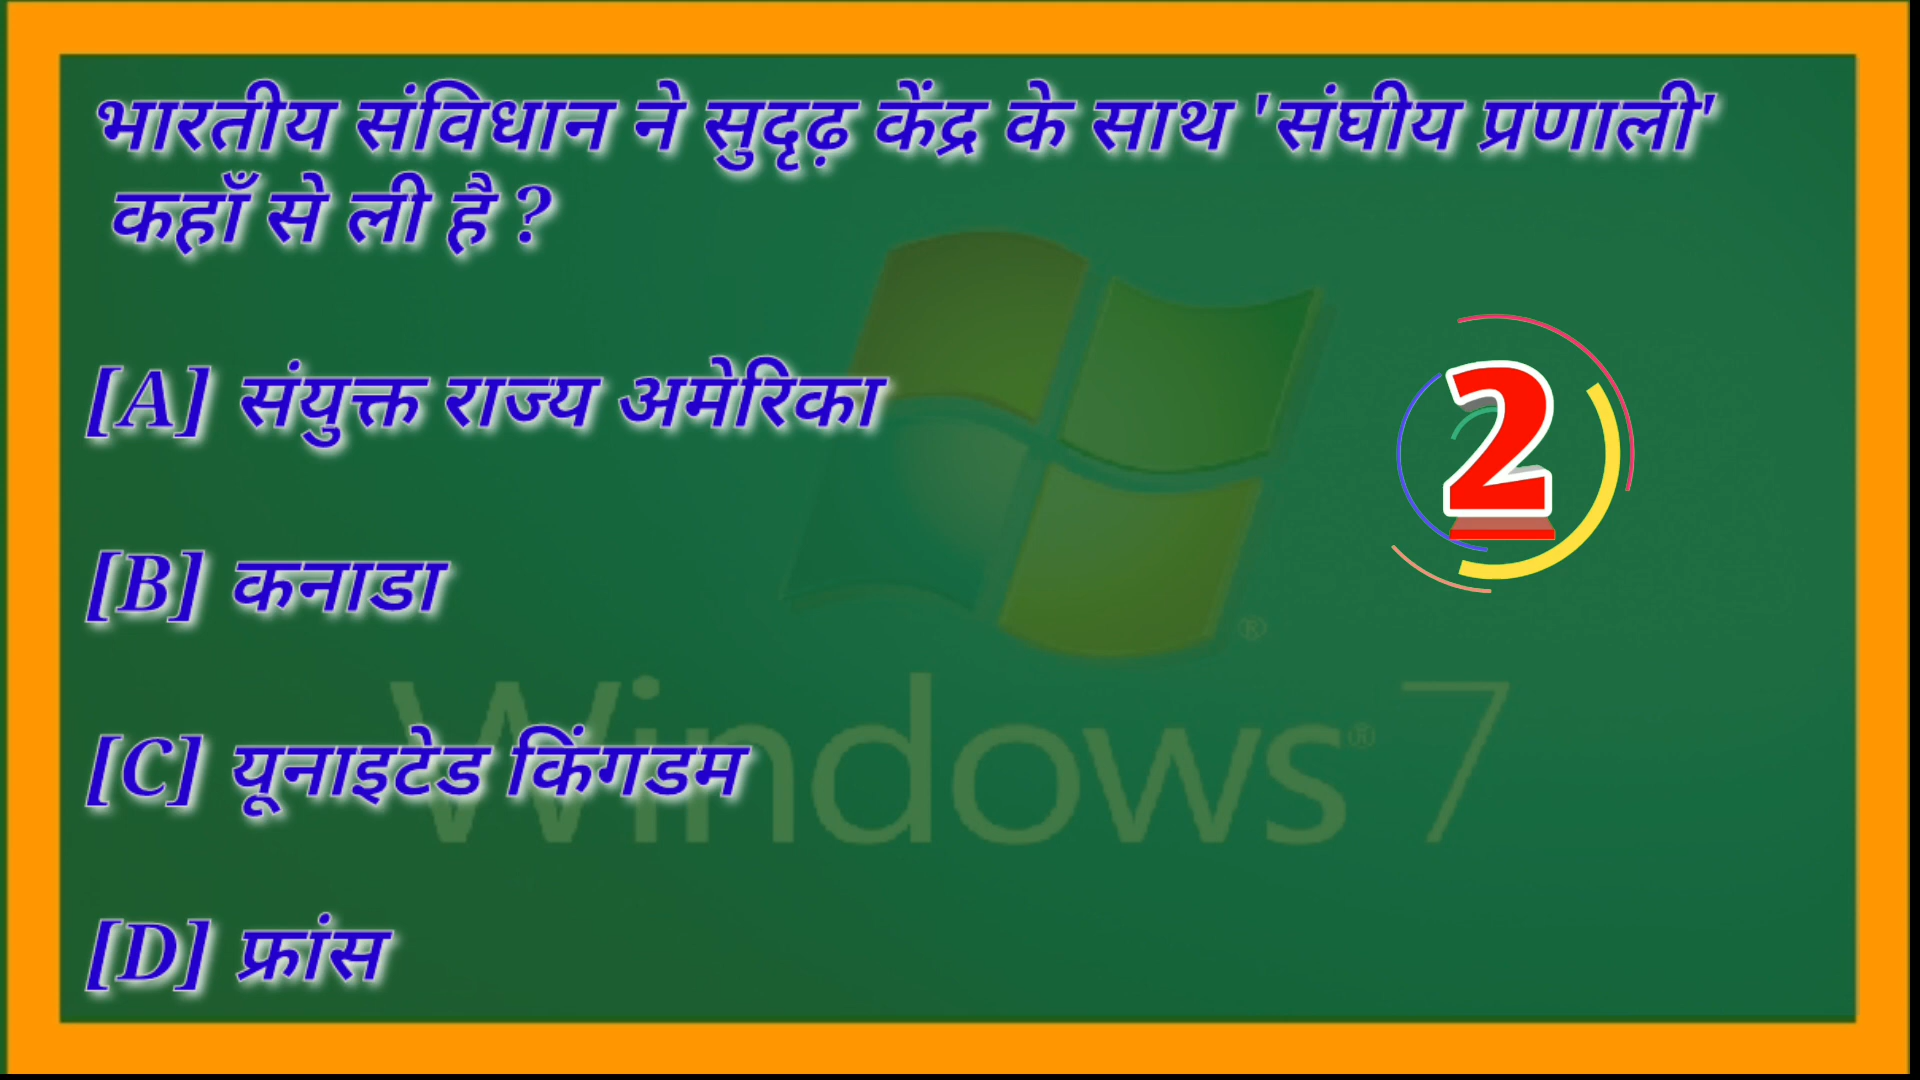 भारतीय संविधान ने सुदृढ़ केंद्र के साथ 'संघीय प्रणाली'
कहाँ से ली है ?
[A] संयुक्त राज्य अमेरिका
2
[B] कनाडा
[C] यूनाइटेड किंगडम
Windows® 7
[D] फ्रांस